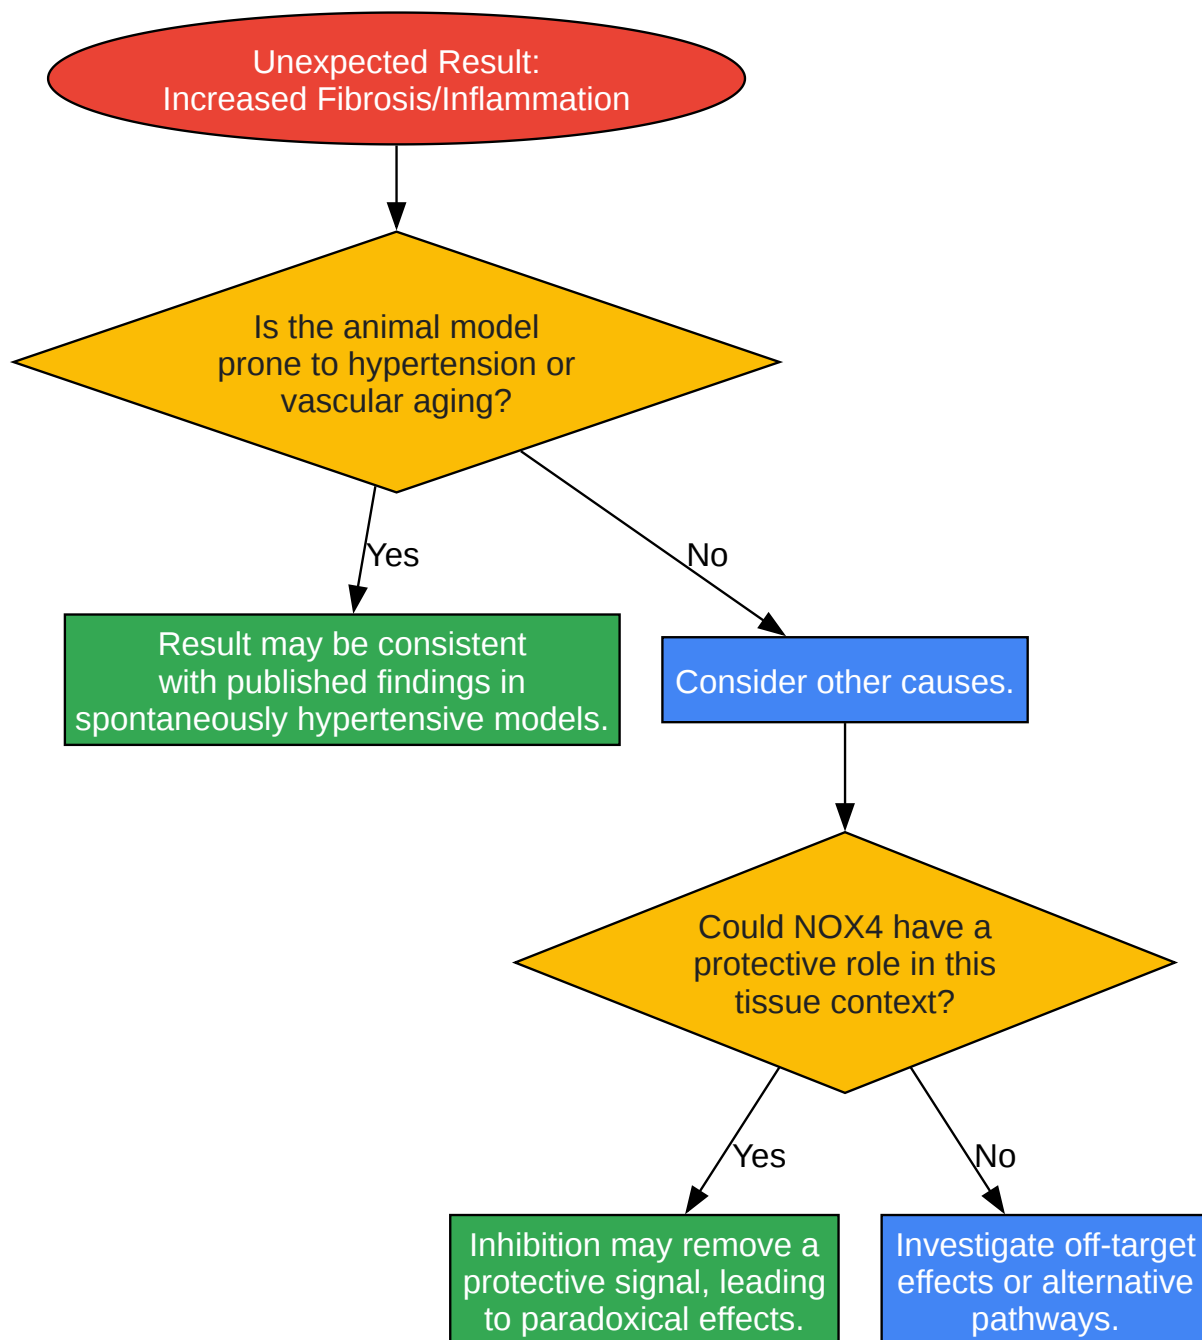 Unexpected Result:
Increased Fibrosis/Inflammation
Is the animal model
prone to hypertension or
vascular aging?
Yes
No
Result may be consistent
with published findings in
spontaneously hypertensive models.
Consider other causes.
Could NOX4 have a
protective role in this
tissue context?
Yes
No
Inhibition may remove a
protective signal, leading
to paradoxical effects.
Investigate off-target
effects or alternative
pathways.